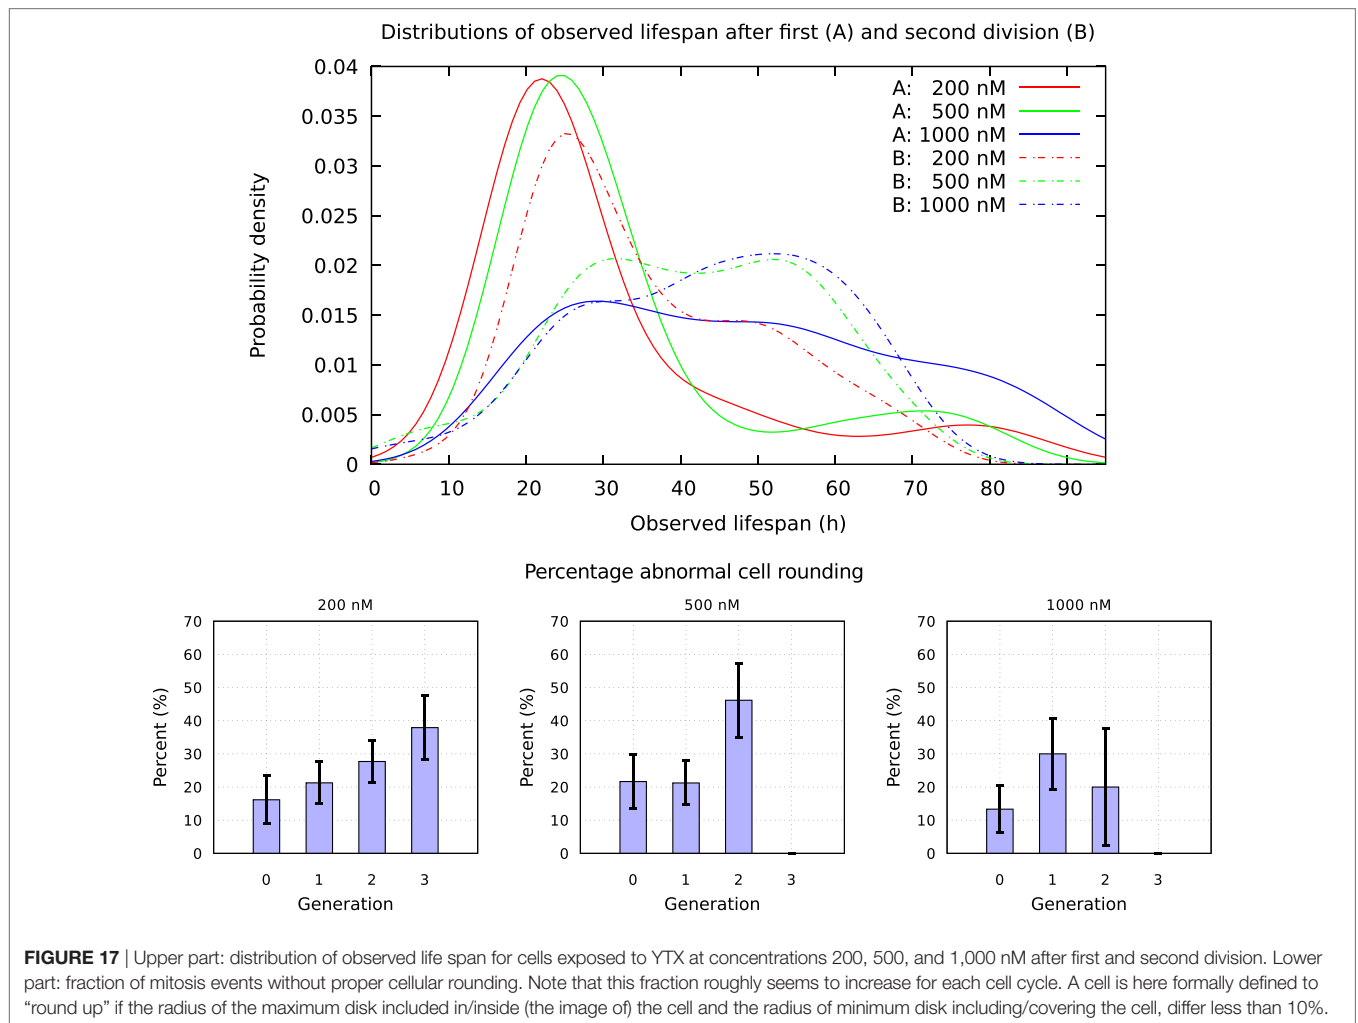 Distributions of observed lifespan after first (A) and second division (B)
0.04
0.035
0.03
0.025
0.02
0.015
0.01
0.005
0
Probability density
A: 200 nM
A: 500 nM
A: 1000 nM
B: 200 nM
B: 500 nM
B: 1000 nM
0 10 20 30 40 50 60 70 80 90
Observed lifespan (h)
Percentage abnormal cell rounding
200 nM
70
60
50
40
30
20
10
0
Percent (%)
0 1 2 3
Generation
500 nM
70
60
50
40
30
20
10
0
Percent (%)
0 1 2 3
Generation
1000 nM
70
60
50
40
30
20
10
0
Percent (%)
0 1 2 3
Generation
FIGURE 17 | Upper part: distribution of observed life span for cells exposed to YTX at concentrations 200, 500, and 1,000 nM after first and second division. Lower
part: fraction of mitosis events without proper cellular rounding. Note that this fraction roughly seems to increase for each cell cycle. A cell is here formally defined to
“round up” if the radius of the maximum disk included in/inside (the image of) the cell and the radius of minimum disk including/covering the cell, differ less than 10%.